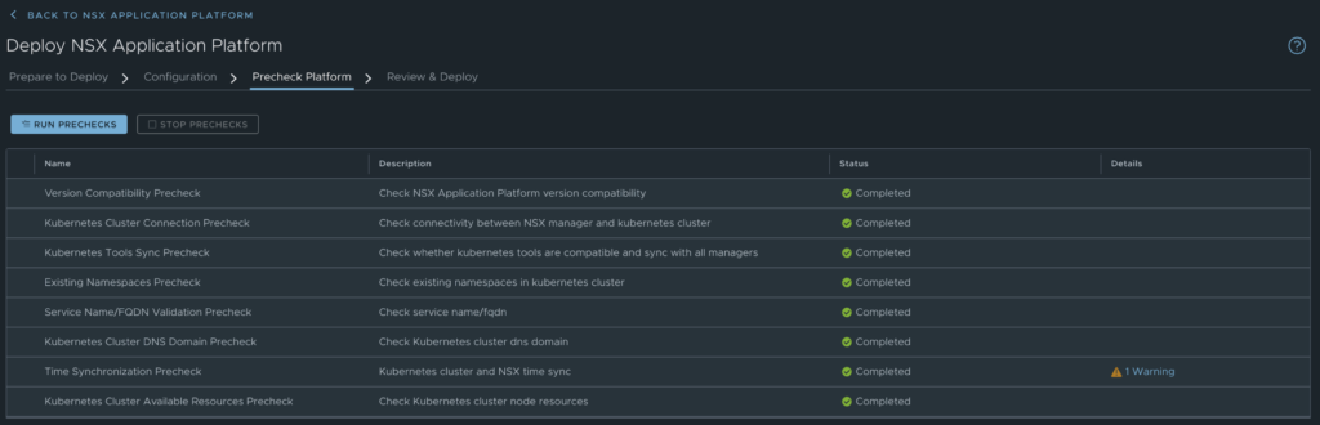 BACK TO NSX APPLICATION PLATFORM
Deploy NSX Application Platform
Prepare to Deploy Configuration Precheck Platform Review & Deploy
RUN PRECHECKS STOP PRECHECKS
Name Description Status Details
Version Compatibility Precheck Check NSX Application Platform version compatibility Completed
Kubernetes Cluster Connection Precheck Check connectivity between NSX manager and kubernetes cluster Completed
Kubernetes Tools Sync Precheck Check whether kubernetes tools are compatible and sync with all managers Completed
Existing Namespaces Precheck Check existing namespaces in kubernetes cluster Completed
Service Name/FQDN Validation Precheck Check service name/fqdn Completed
Kubernetes Cluster DNS Domain Precheck Check Kubernetes cluster dns domain Completed
Time Synchronization Precheck Kubernetes cluster and NSX time sync Completed 1 Warning
Kubernetes Cluster Available Resources Precheck Check Kubernetes cluster node resources Completed